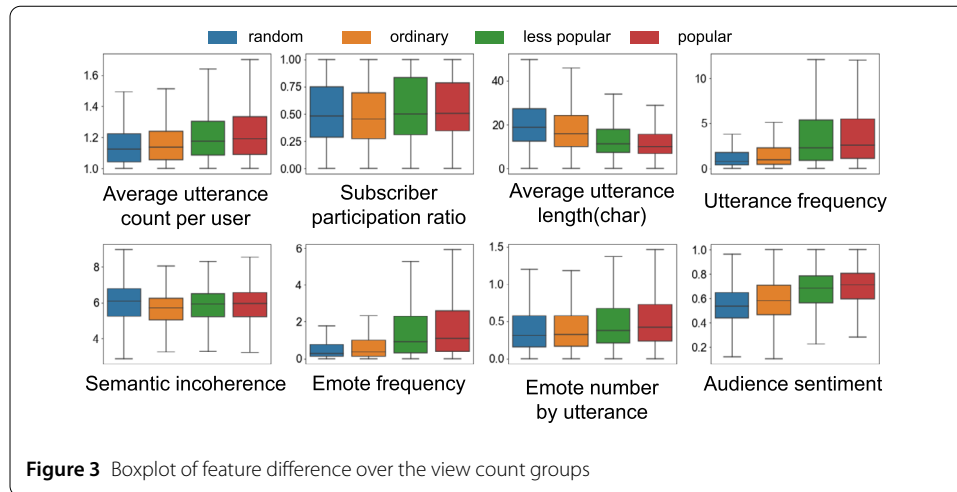 random ordinary less popular popular
1.6
1.4
1.2
1.0
Average utterance
count per user
1.00
0.75
0.50
0.25
0.00
Subscriber
participation ratio
40
20
0
Average utterance
length(char)
10
5
0
Utterance frequency
8
6
4
Semantic incoherence
6
4
2
0
Emote frequency
1.5
1.0
0.5
0.0
Emote number
by utterance
1.0
0.8
0.6
0.4
0.2
Audience sentiment
Figure 3 Boxplot of feature difference over the view count groups